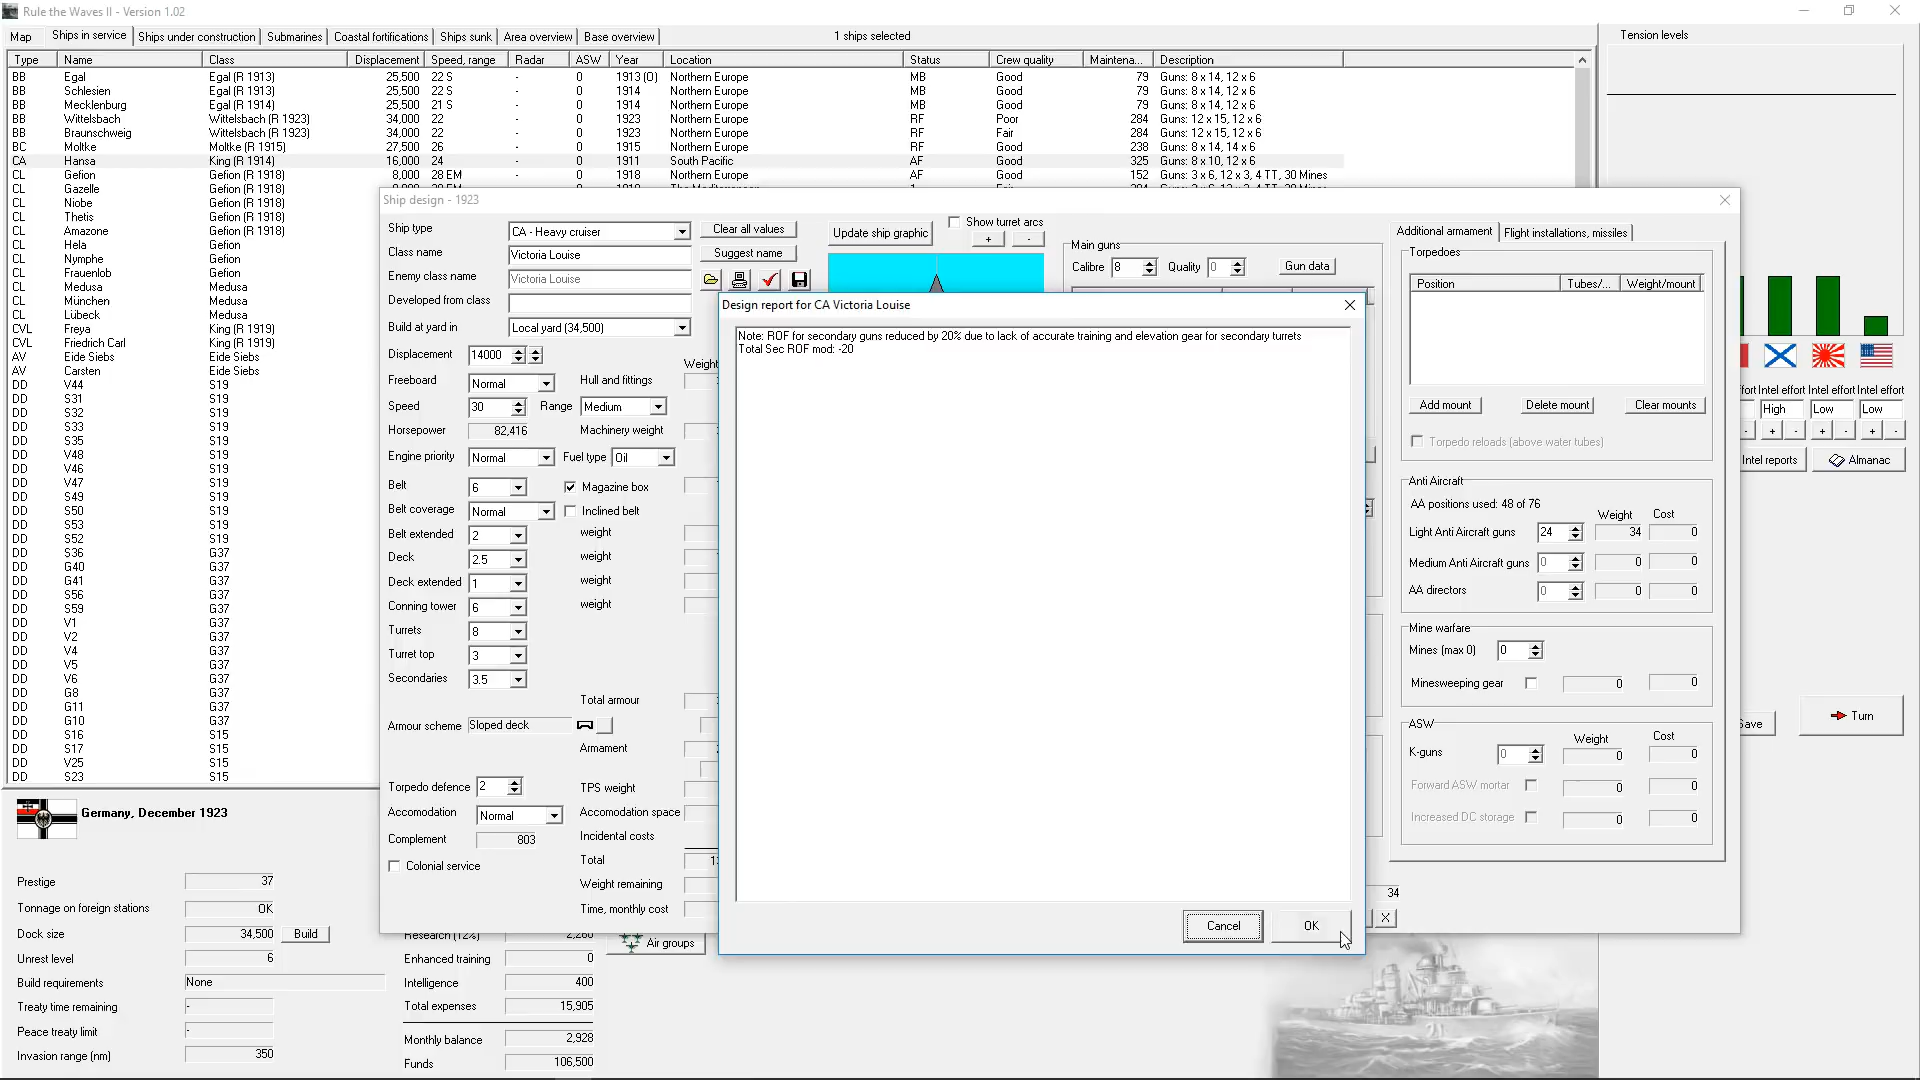 Rule the Waves II - Version 1.02
Map Ships in service Ships under construction Submarines Coastal fortifications Ships sunk Area overview Base overview 1 ships selected Tension levels
Type Name Class Displacement Speed, range Radar ASW Year Location Status Crew quality Maintena... Description
BB Egal Egal (R 1913) 25,500 22 S - 0 1913 (O) Northern Europe MB Good 79 Guns: 8 x 14, 12 x 6
BB Schlesien Egal (R 1913) 25,500 22 S - 0 1914 Northern Europe MB Good 79 Guns: 8 x 14, 12 x 6
BB Mecklenburg Egal (R 1914) 25,500 21 S - 0 1914 Northern Europe MB Good 79 Guns: 8 x 14, 12 x 6
BB Wittelsbach Wittelsbach (R 1923) 34,000 22 - 0 1923 Northern Europe RF Poor 284 Guns: 12 x 15, 12 x 6
BB Braunschweig Wittelsbach (R 1923) 34,000 22 - 0 1923 Northern Europe RF Fair 284 Guns: 12 x 15, 12 x 6
BC Moltke Moltke (R 1915) 27,500 26 - 0 1915 Northern Europe RF Good 238 Guns: 8 x 14, 14 x 6
CA Hansa King (R 1914) 16,000 24 - 0 1911 South Pacific AF Good 325 Guns: 8 x 10, 12 x 6
CL Gefion Gefion (R 1918) 8,000 28 EM - 0 1918 Northern Europe AF Good 152 Guns: 3 x 6, 12 x 3, 4 TT, 30 Mines
CL Gazelle Gefion (R 1918)
CL Niobe Gefion (R 1918)
CL Thetis Gefion (R 1918)
CL Amazone Gefion (R 1918)
CL Hela Gefion
CL Nymphe Gefion
CL Frauenlob Gefion
CL Medusa Medusa
CL München Medusa
CL Lübeck Medusa
CVL Freya King (R 1919)
CVL Friedrich Carl King (R 1919)
AV Eide Siebs Eide Siebs
AV Carsten Eide Siebs
DD V44 S19
DD S31 S19
DD S32 S19
DD S33 S19
DD S35 S19
DD V48 S19
DD V46 S19
DD V47 S19
DD S49 S19
DD S50 S19
DD S53 S19
DD S52 S19
DD S36 G37
DD G40 G37
DD G41 G37
DD S56 G37
DD S59 G37
DD V1 G37
DD V2 G37
DD V4 G37
DD V5 G37
DD V6 G37
DD G8 G37
DD G11 G37
DD G10 G37
DD S16 S15
DD S17 S15
DD V25 S15
DD S23 S15
Ship design - 1923
Ship type CA - Heavy cruiser Clear all values
Class name Victoria Louise Suggest name
Enemy class name Victoria Louise
Developed from class
Build at yard in Local yard (34,500)
Displacement 14000 Weight
Freeboard Normal Hull and fittings
Speed 30 Range Medium
Horsepower 82,416 Machinery weight
Engine priority Normal Fuel type Oil
Belt 6 Magazine box
Belt coverage Normal Inclined belt
Belt extended 2 weight
Deck 2.5 weight
Deck extended 1 weight
Conning tower 6 weight
Turrets 8
Turret top 3
Secondaries 3.5
Total armour
Armour scheme Sloped deck
Armament
Torpedo defence 2 TPS weight
Accomodation Normal Accomodation space
Complement 803 Incidental costs
Colonial service Total
Weight remaining
Time, monthly cost
Update ship graphic Show turret arcs
+ -
Main guns
Calibre 8 Quality 0 Gun data
Design report for CA Victoria Louise
Note: ROF for secondary guns reduced by 20% due to lack of accurate training and elevation gear for secondary turrets
Total Sec ROF mod: -20
Cancel OK
34
X
Additional armament Flight installations, missiles
Torpedoes
Position Tubes/... Weight/mount
Add mount Delete mount Clear mounts
Torpedo reloads (above water tubes)
Anti Aircraft
AA positions used: 48 of 76
Weight Cost
Light Anti Aircraft guns 24 34 0
Medium Anti Aircraft guns 0 0 0
AA directors 0 0 0
Mine warfare
Mines (max 0) 0
Minesweeping gear 0 0
ASW
Weight Cost
K-guns 0 0 0
Forward ASW mortar 0 0
Increased DC storage 0 0
Intel effort Intel effort Intel effort
High Low Low
- + - + - + -
Intel reports Almanac
Save Turn
Germany, December 1923
Prestige 37
Tonnage on foreign stations OK
Dock size 34,500 Build
Unrest level 6
Build requirements None
Treaty time remaining -
Peace treaty limit -
Invasion range (nm) 350
Research (12%)
Enhanced training 0
Intelligence 400
Total expenses 15,905
Monthly balance 2,928
Funds 106,500
Air groups